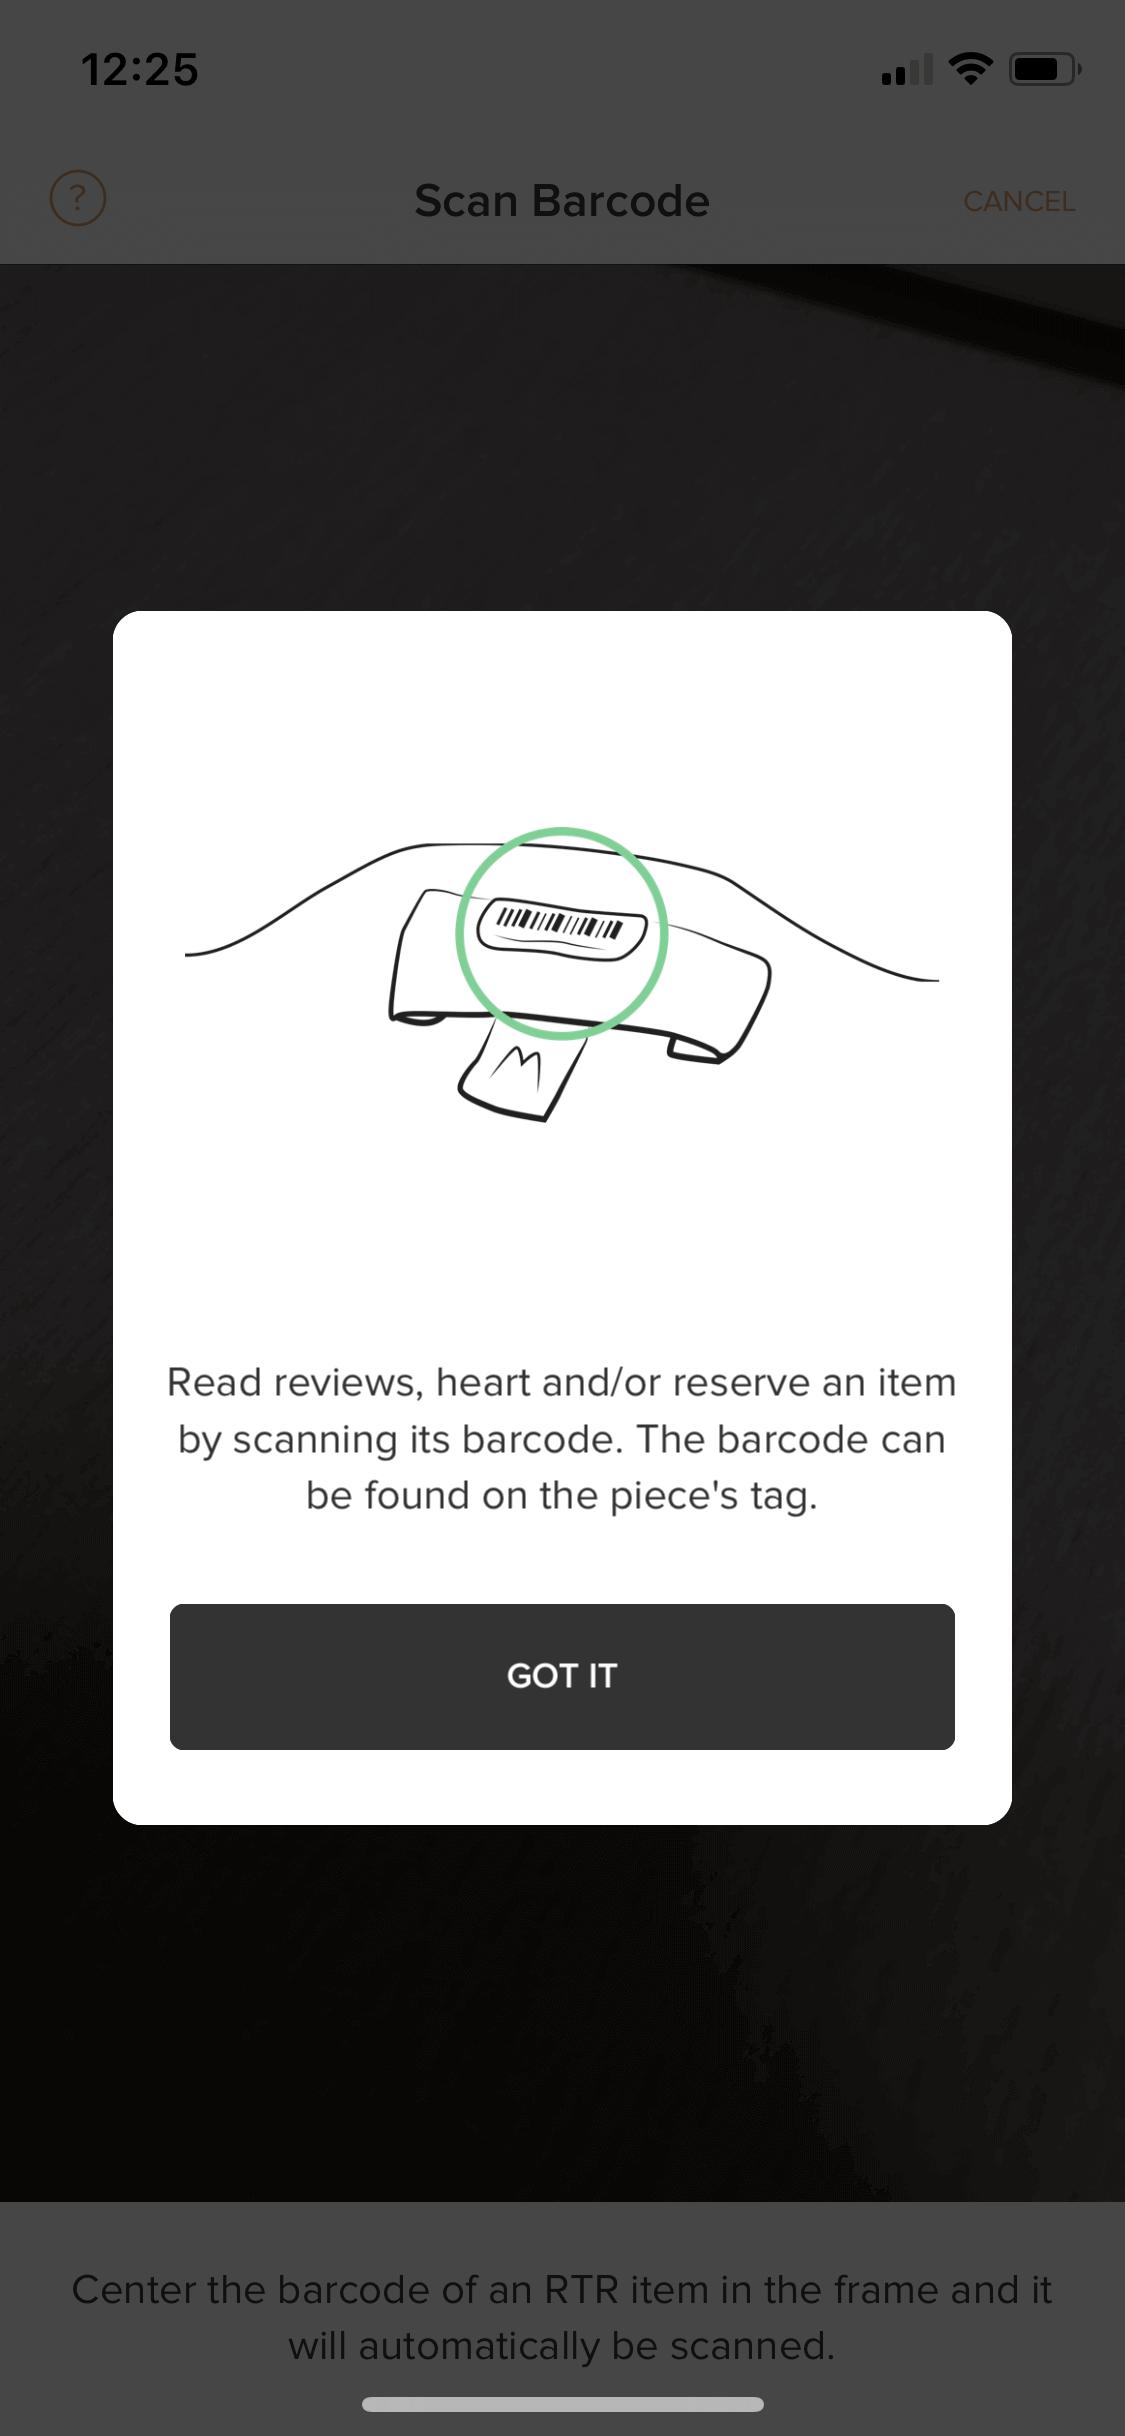 12:25
?
Scan Barcode
CANCEL
M
Read reviews, heart and/or reserve an item
by scanning its barcode. The barcode can
be found on the piece's tag.
GOT IT
Center the barcode of an RTR item in the frame and it
will automatically be scanned.